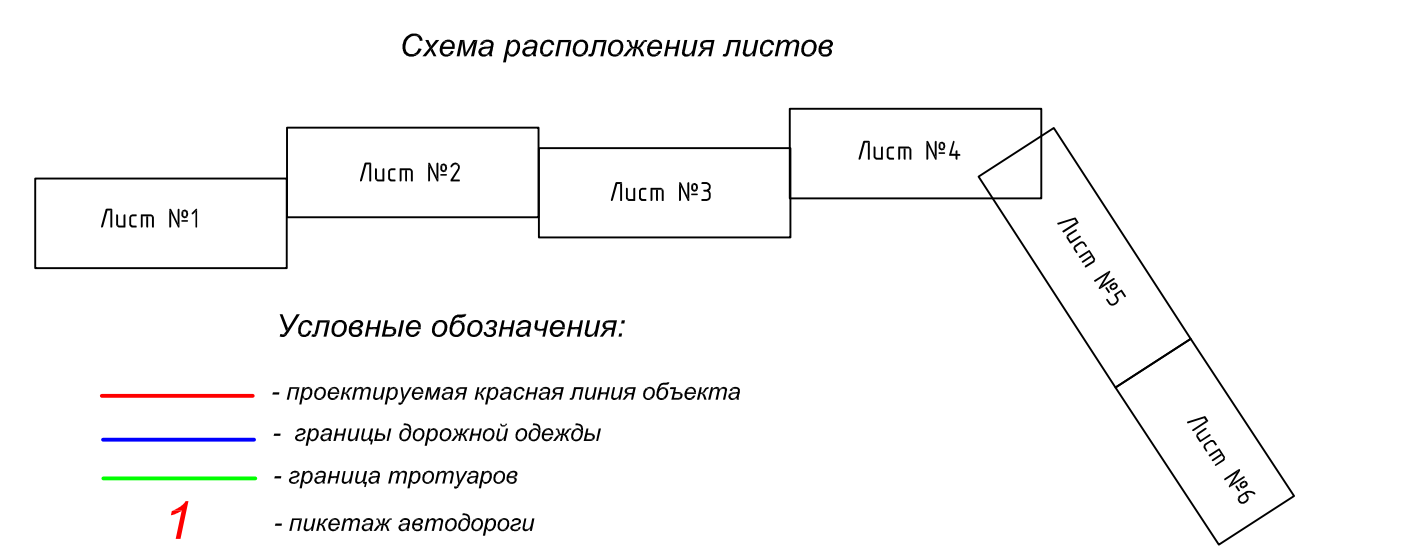 Схема расположения листов
Лист №1
Лист №2
Лист №3
Лист №4
Лист №5
Лист №6
Условные обозначения:
- проектируемая красная линия объекта
- границы дорожной одежды
- граница тротуаров
1 - пикетаж автодороги